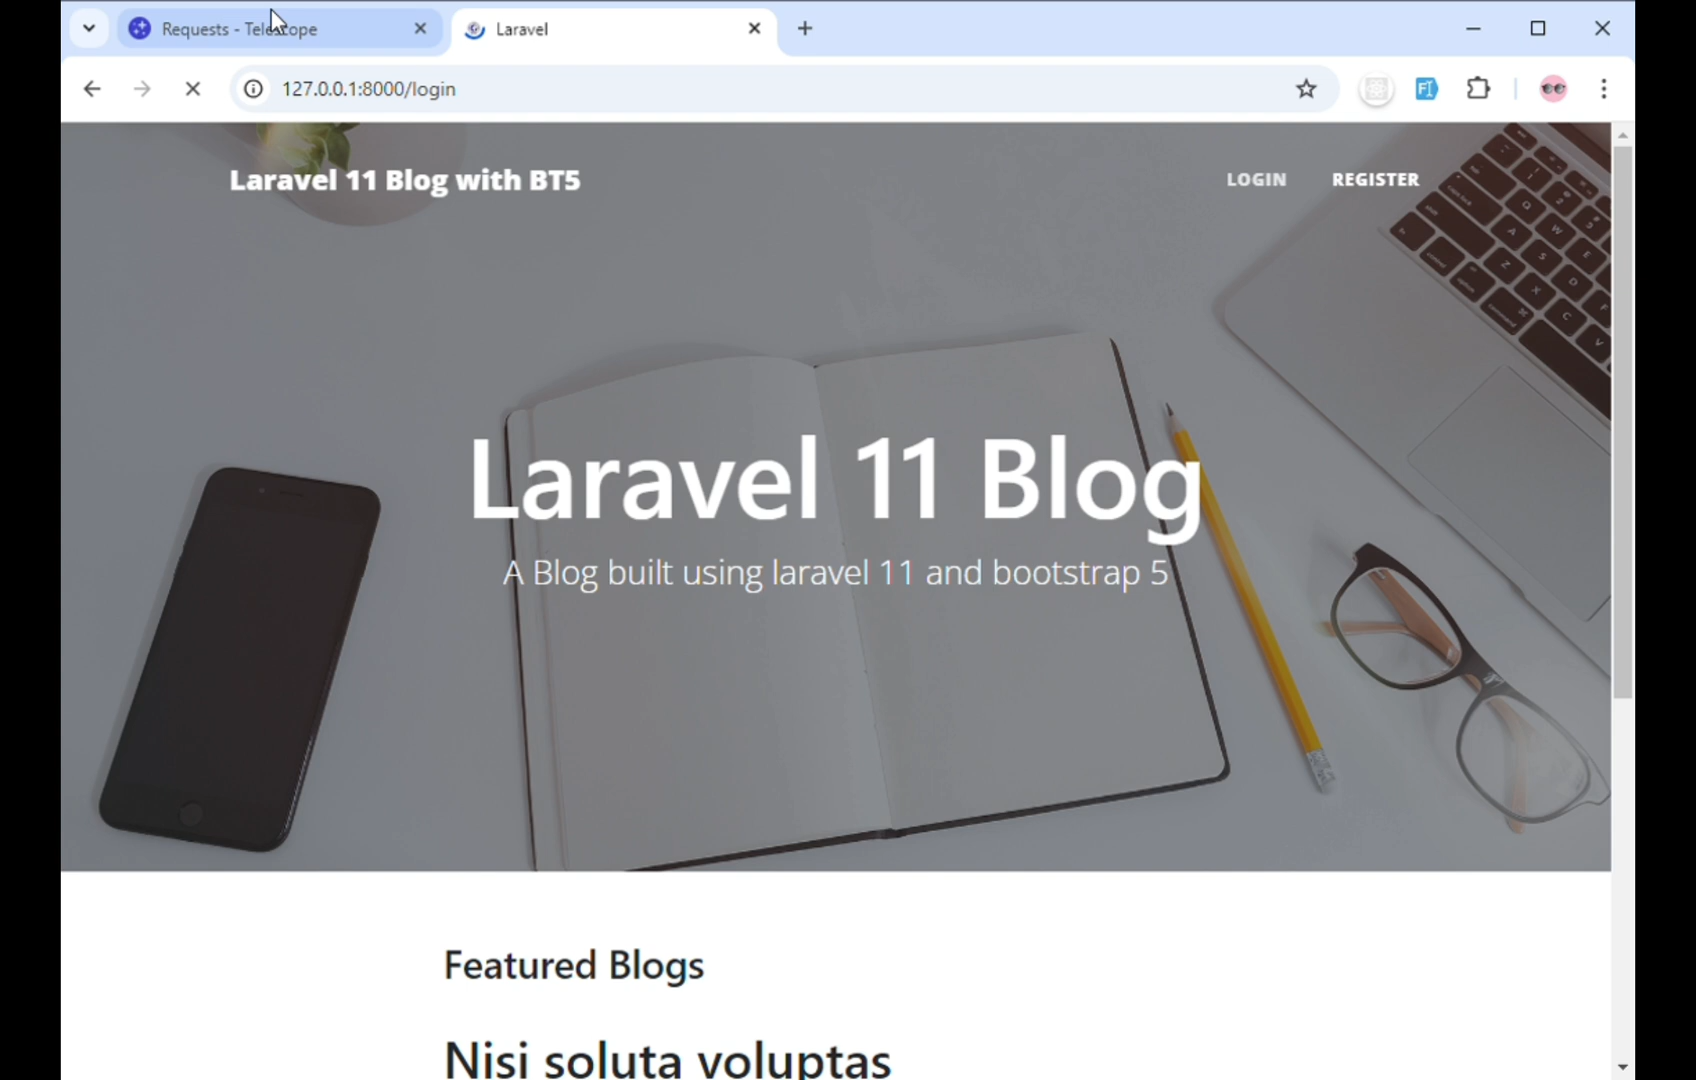 Requests - Telescope
Laravel
127.0.0.1:8000/login
Laravel 11 Blog with BT5
LOGIN
REGISTER
Laravel 11 Blog
A Blog built using laravel 11 and bootstrap 5
Featured Blogs
Nisi soluta voluptas